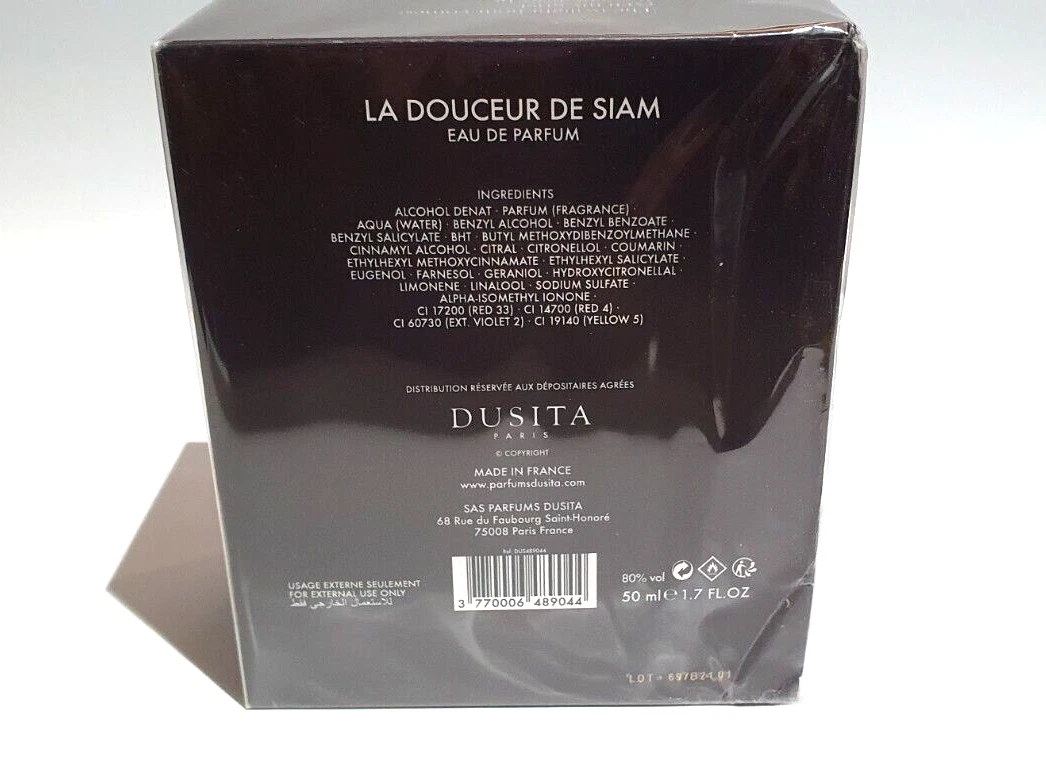 LA DOUCEUR DE SIAM
EAU DE PARFUM
INGREDIENTS
ALCOHOL DENAT · PARFUM (FRAGRANCE) ·
AQUA (WATER) · BENZYL ALCOHOL · BENZYL BENZOATE ·
BENZYL SALICYLATE · BHT · BUTYL METHOXYDIBENZOYLMETHANE ·
CINNAMYL ALCOHOL · CITRAL · CITRONELLOL · COUMARIN ·
ETHYLHEXYL METHOXYCINNAMATE · ETHYLHEXYL SALICYLATE ·
EUGENOL · FARNESOL · GERANIOL · HYDROXYCITRONELLAL ·
LIMONENE · LINALOOL · SODIUM SULFATE ·
ALPHA-ISOMETHYL IONONE ·
CI 17200 (RED 33) · CI 14700 (RED 4) ·
CI 60730 (EXT. VIOLET 2) · CI 19140 (YELLOW 5)
DISTRIBUTION RÉSERVÉE AUX DÉPOSITAIRES AGRÉES
DUSITA
PARIS
© COPYRIGHT
MADE IN FRANCE
www.parfumsdusita.com
SAS PARFUMS DUSITA
68 Rue du Faubourg Saint-Honoré
75008 Paris France
Ref. DUS489044
3 770006 489044
USAGE EXTERNE SEULEMENT
FOR EXTERNAL USE ONLY
للاستعمال الخارجي فقط
80% vol
50 ml ℮ 1.7 FL.OZ
LOT